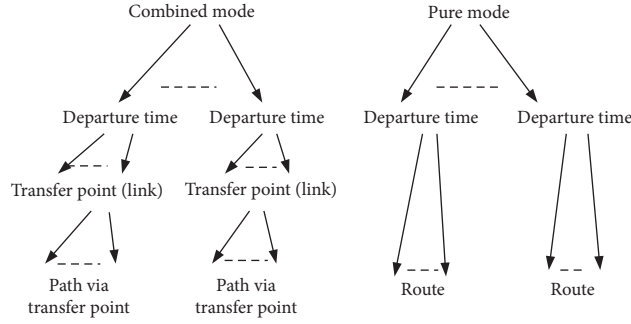 Combined mode
Pure mode
Departure time
Departure time
Departure time
Departure time
Transfer point (link)
Transfer point (link)
Path via
transfer point
Path via
transfer point
Route
Route